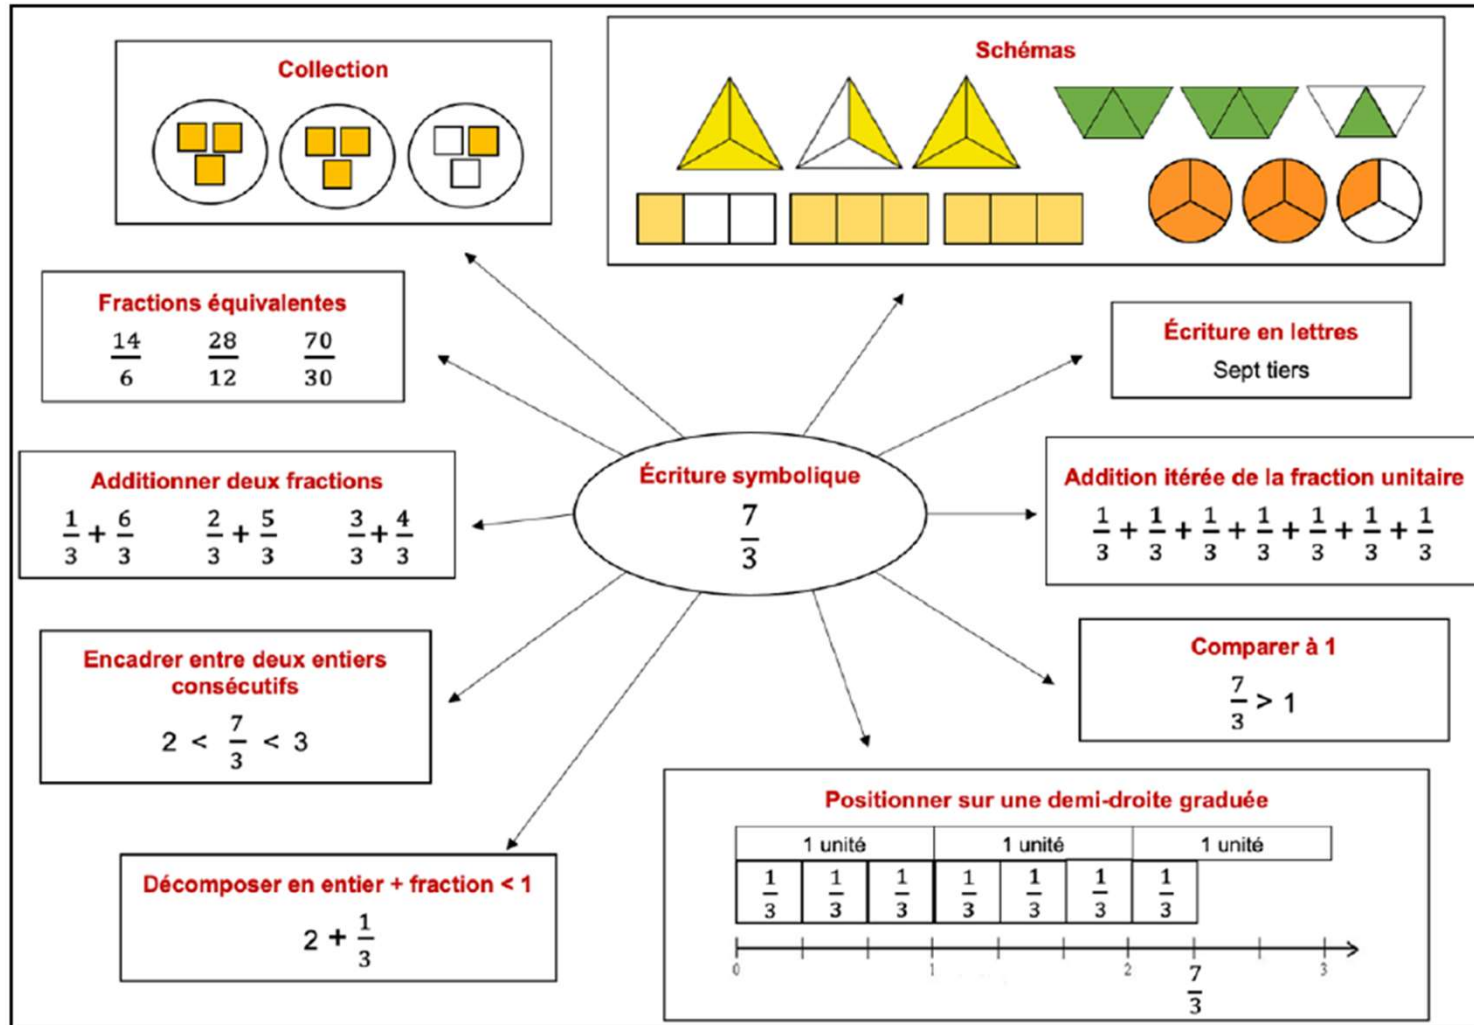 Collection
Schémas
Fractions équivalentes
14/6 28/12 70/30
Écriture en lettres
Sept tiers
Additionner deux fractions
1/3 + 6/3 2/3 + 5/3 3/3 + 4/3
Écriture symbolique
7/3
Addition itérée de la fraction unitaire
1/3 + 1/3 + 1/3 + 1/3 + 1/3 + 1/3 + 1/3
Encadrer entre deux entiers
consécutifs
2 < 7/3 < 3
Comparer à 1
7/3 > 1
Décomposer en entier + fraction < 1
2 + 1/3
Positionner sur une demi-droite graduée
1 unité 1 unité 1 unité
1/3 1/3 1/3 1/3 1/3 1/3 1/3
0 1 2 3
7/3